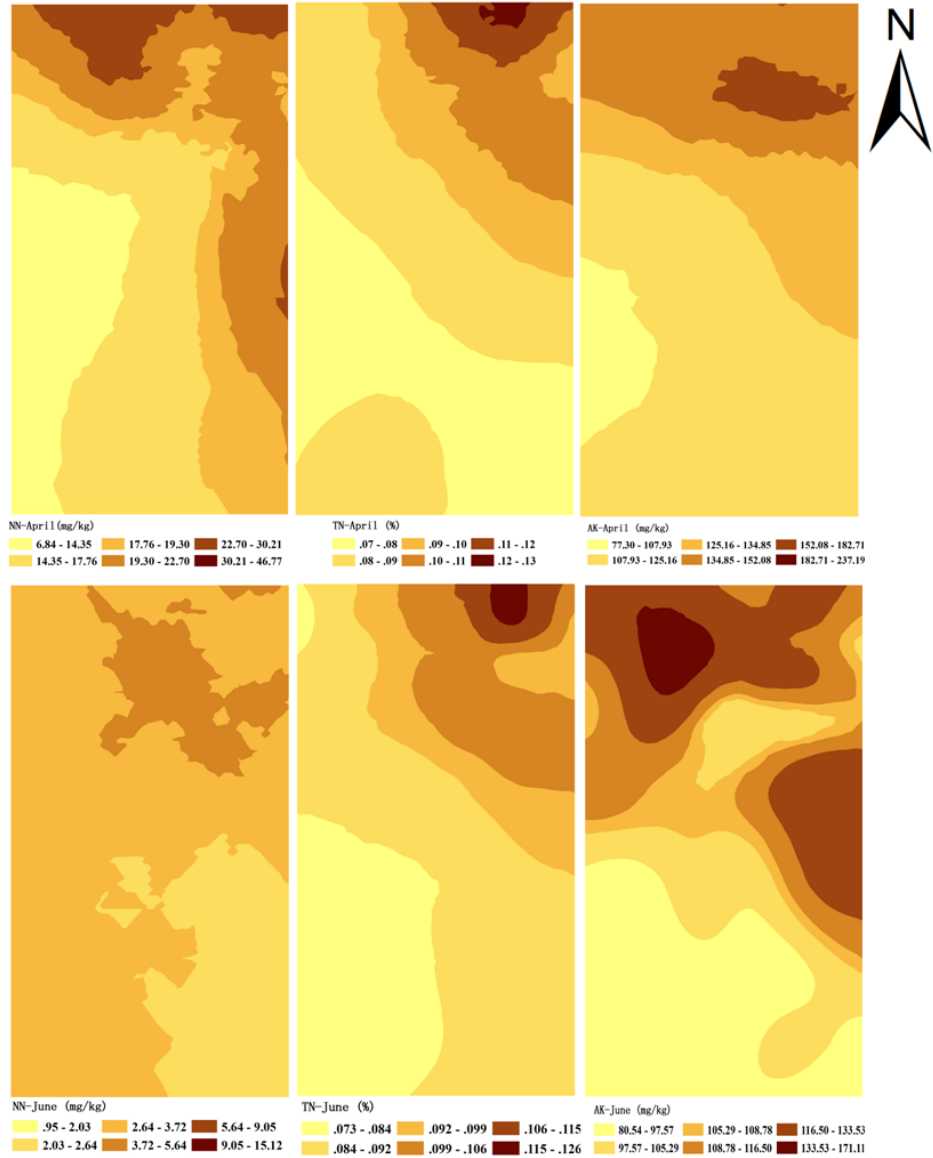 N
NN-April(mg/kg)
6.84 - 14.35 17.76 - 19.30 22.70 - 30.21
14.35 - 17.76 19.30 - 22.70 30.21 - 46.77
TN-April (%)
.07 - .08 .09 - .10 .11 - .12
.08 - .09 .10 - .11 .12 - .13
AK-April (mg/kg)
77.30 - 107.93 125.16 - 134.85 152.08 - 182.71
107.93 - 125.16 134.85 - 152.08 182.71 - 237.19
NN-June (mg/kg)
.95 - 2.03 2.64 - 3.72 5.64 - 9.05
2.03 - 2.64 3.72 - 5.64 9.05 - 15.12
TN-June (%)
.073 - .084 .092 - .099 .106 - .115
.084 - .092 .099 - .106 .115 - .126
AK-June (mg/kg)
80.54 - 97.57 105.29 - 108.78 116.50 - 133.53
97.57 - 105.29 108.78 - 116.50 133.53 - 171.11